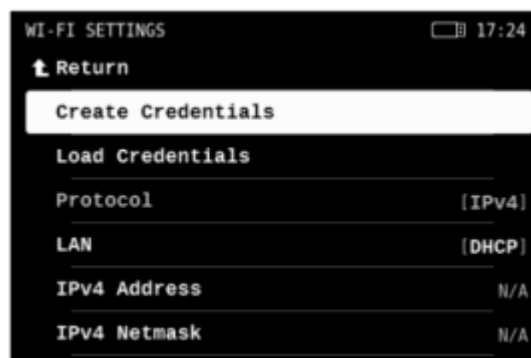 WI-FI SETTINGS 17:24
Return
Create Credentials
Load Credentials
Protocol [IPv4]
LAN [DHCP]
IPv4 Address N/A
IPv4 Netmask N/A